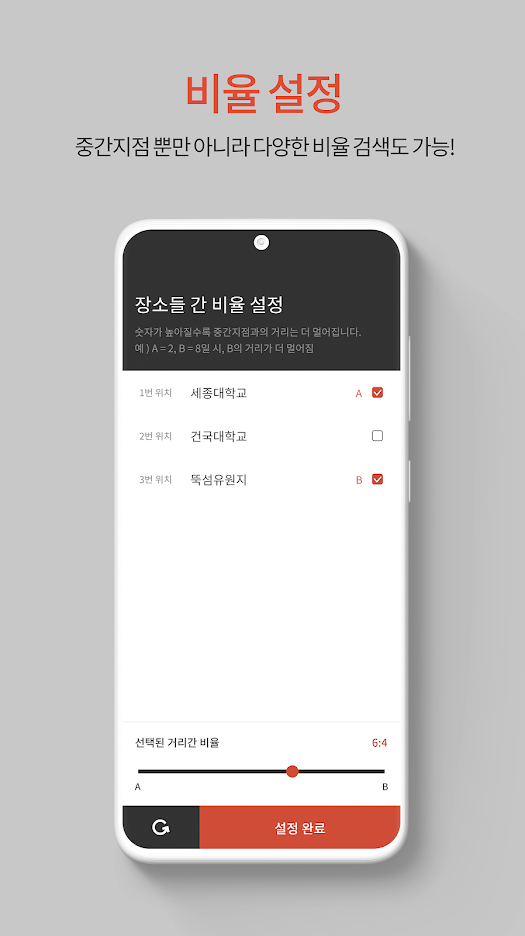 비율 설정
중간지점 뿐만 아니라 다양한 비율 검색도 가능!
장소들 간 비율 설정
숫자가 높아질수록 중간지점과의 거리는 더 멀어집니다.
예 ) A = 2, B = 8일 시, B의 거리가 더 멀어짐
1번 위치 세종대학교 A
2번 위치 건국대학교
3번 위치 뚝섬유원지 B
선택된 거리간 비율 6:4
A B
설정 완료